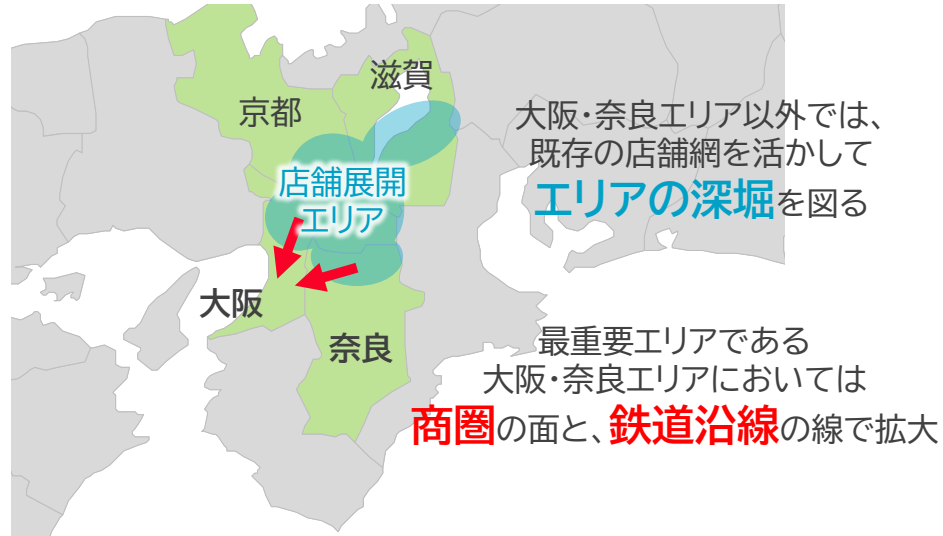 滋賀
京都
店舗展開
エリア
大阪
奈良
大阪・奈良エリア以外では、
既存の店舗網を活かして
エリアの深堀を図る
最重要エリアである
大阪・奈良エリアにおいては
商圏の面と、鉄道沿線の線で拡大